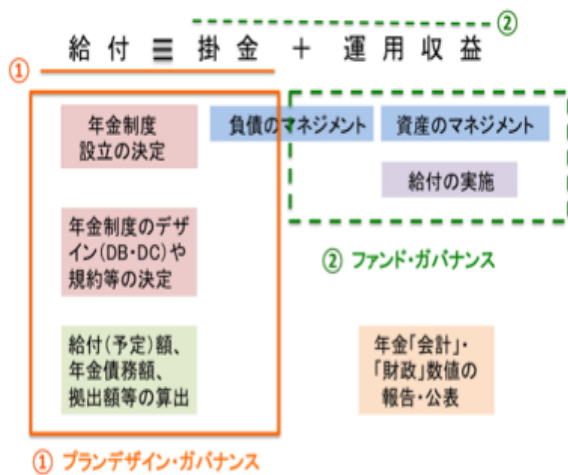 ②
給付≡掛金＋運用収益
①
年金制度
設立の決定
負債のマネジメント
資産のマネジメント
給付の実施
年金制度のデザ
イン(DB・DC)や
規約等の決定
② ファンド・ガバナンス
給付(予定)額、
年金債務額、
拠出額等の算出
年金「会計」・
「財政」数値の
報告・公表
① プランデザイン・ガバナンス